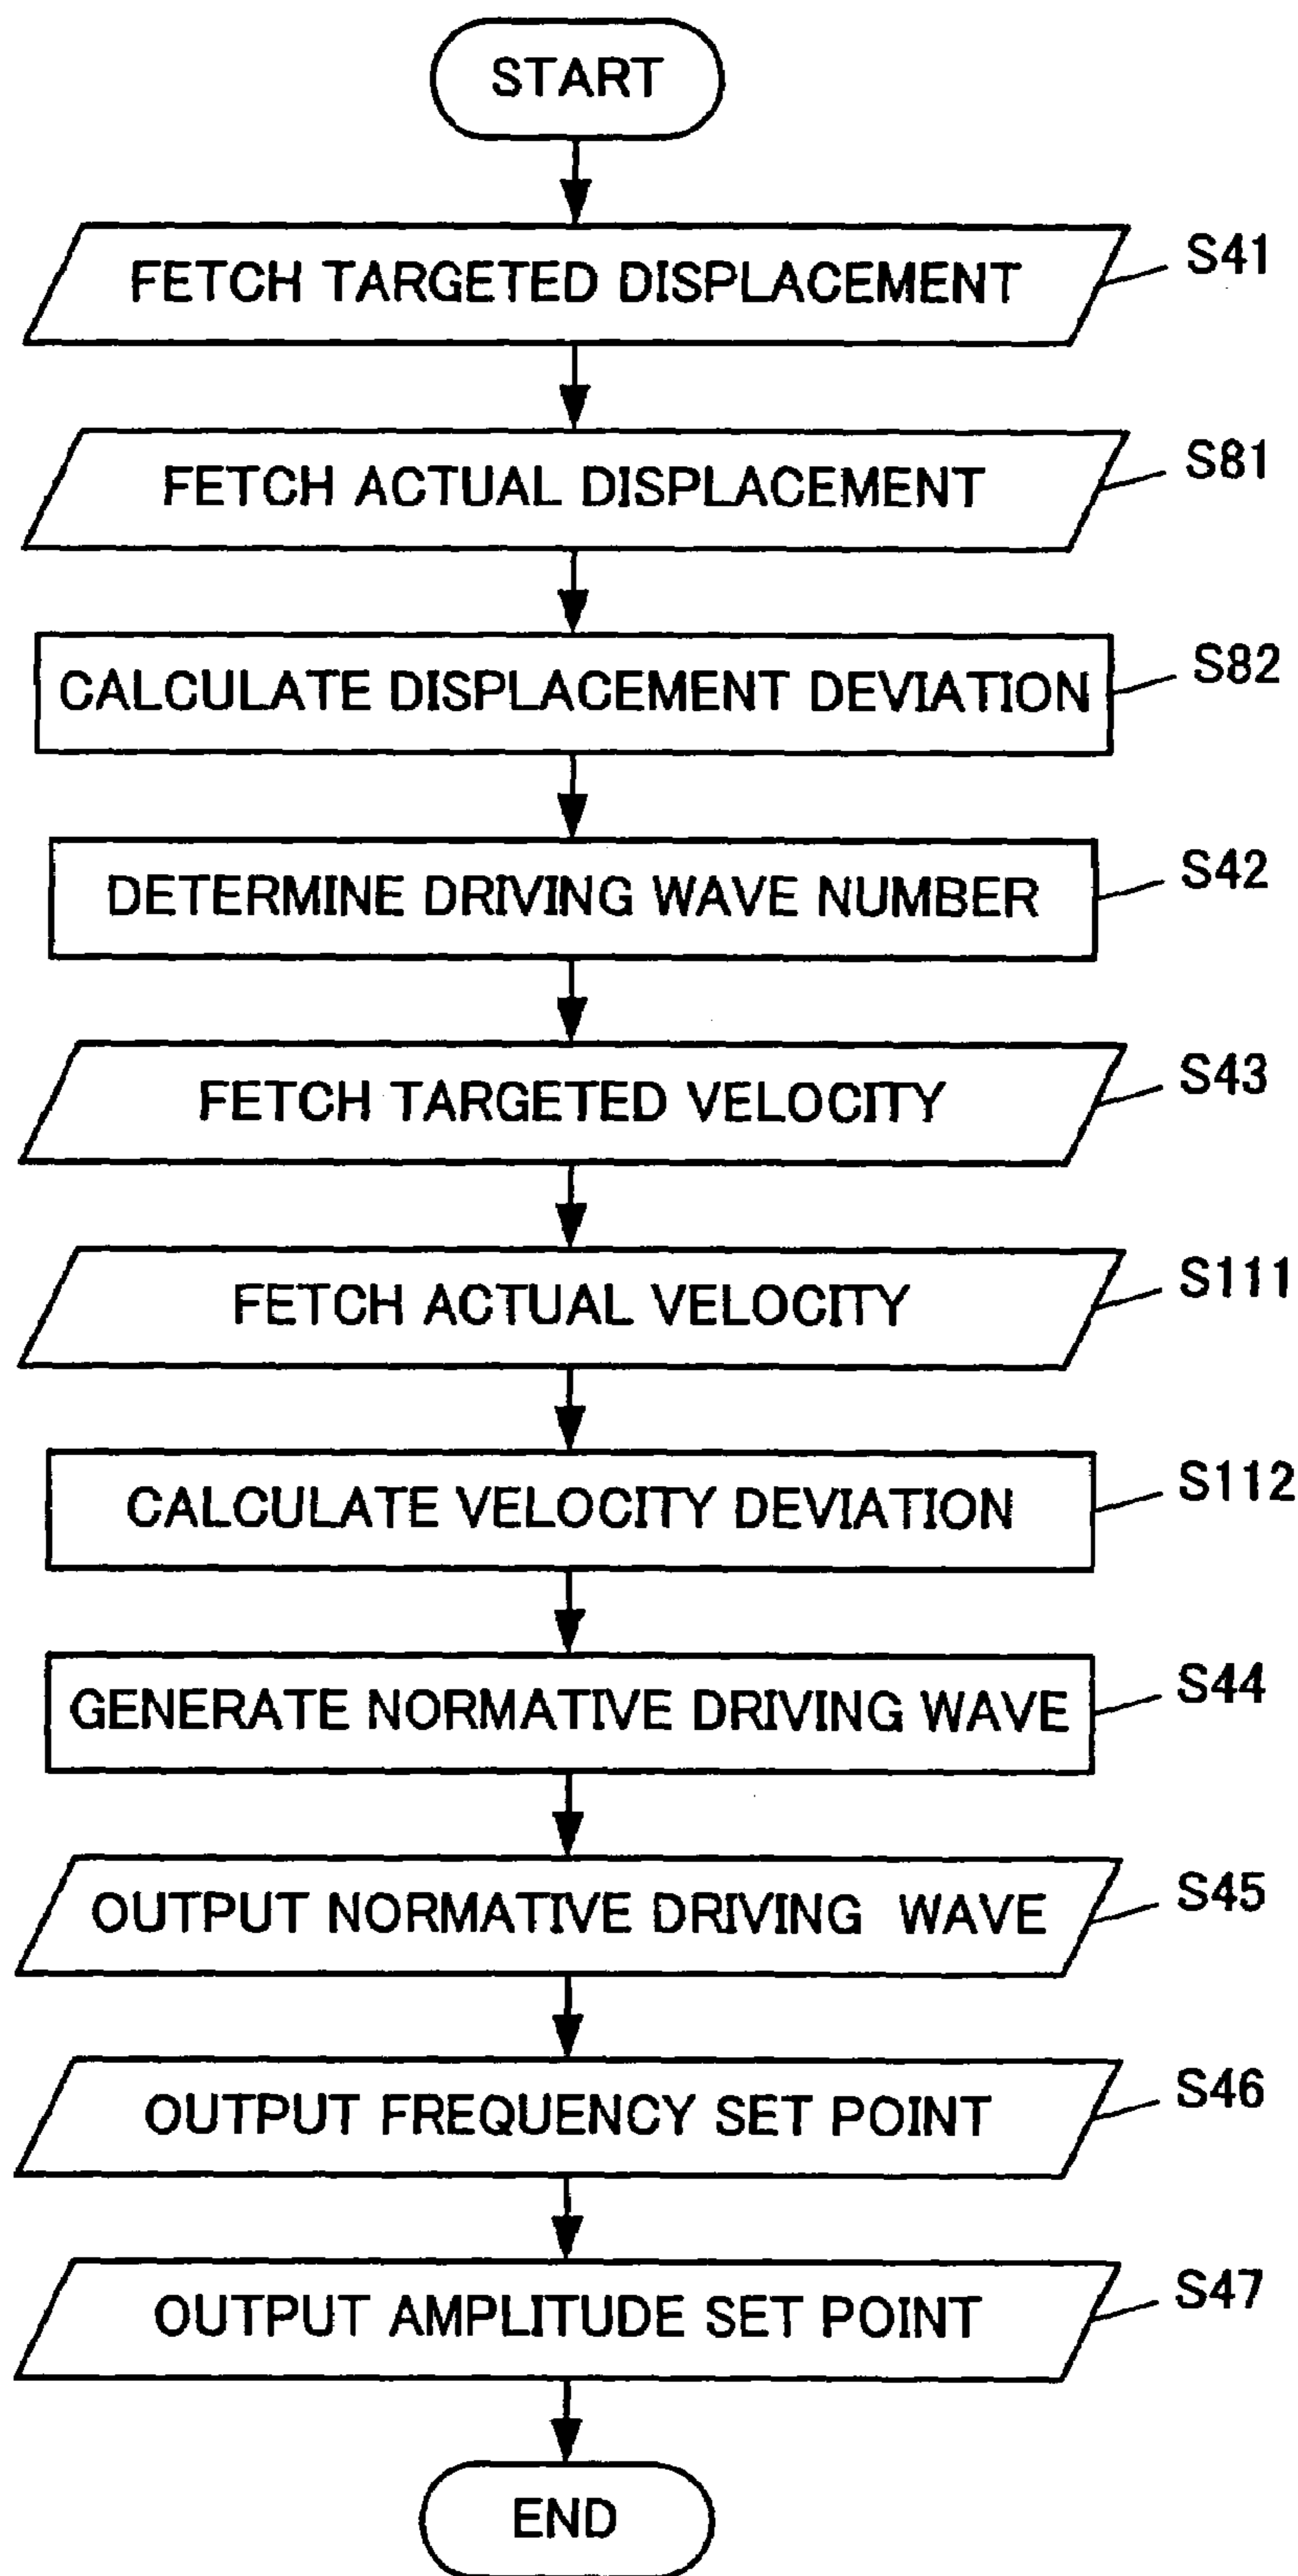 START
FETCH TARGETED DISPLACEMENT
S41
FETCH ACTUAL DISPLACEMENT
S81
CALCULATE DISPLACEMENT DEVIATION
S82
DETERMINE DRIVING WAVE NUMBER
S42
FETCH TARGETED VELOCITY
S43
FETCH ACTUAL VELOCITY
S111
CALCULATE VELOCITY DEVIATION
S112
GENERATE NORMATIVE DRIVING WAVE
S44
OUTPUT NORMATIVE DRIVING WAVE
S45
OUTPUT FREQUENCY SET POINT
S46
OUTPUT AMPLITUDE SET POINT
S47
END